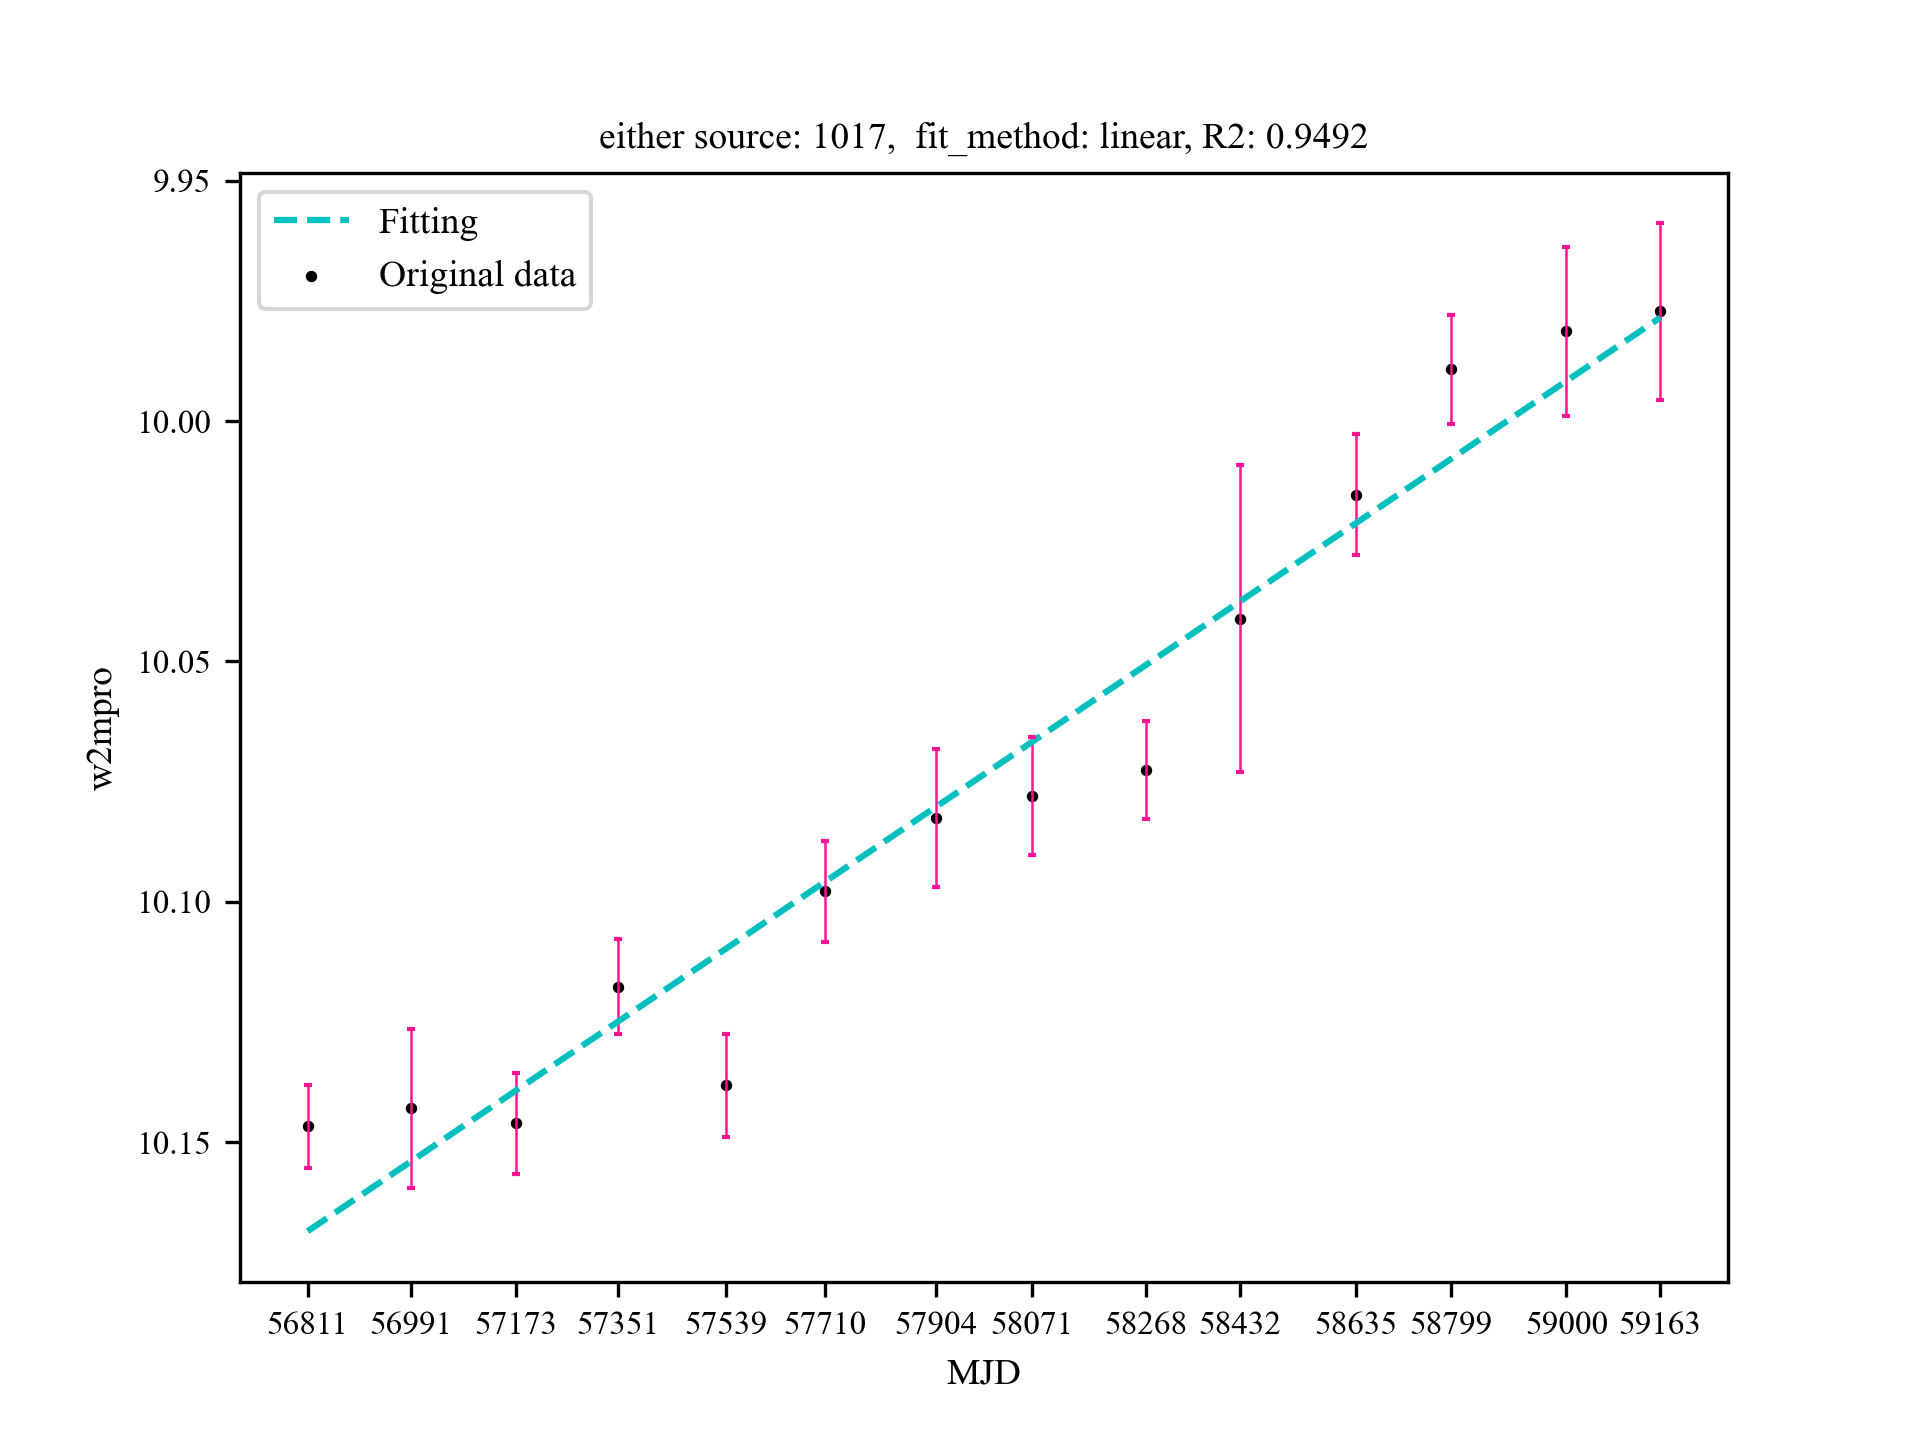 either source: 1017,  fit_method: linear, R2: 0.9492
9.95
Fitting
Original data
10.00
10.05
w2mpro
10.10
10.15
56811 56991 57173 57351 57539 57710 57904 58071 58268 58432 58635 58799 59000 59163
MJD